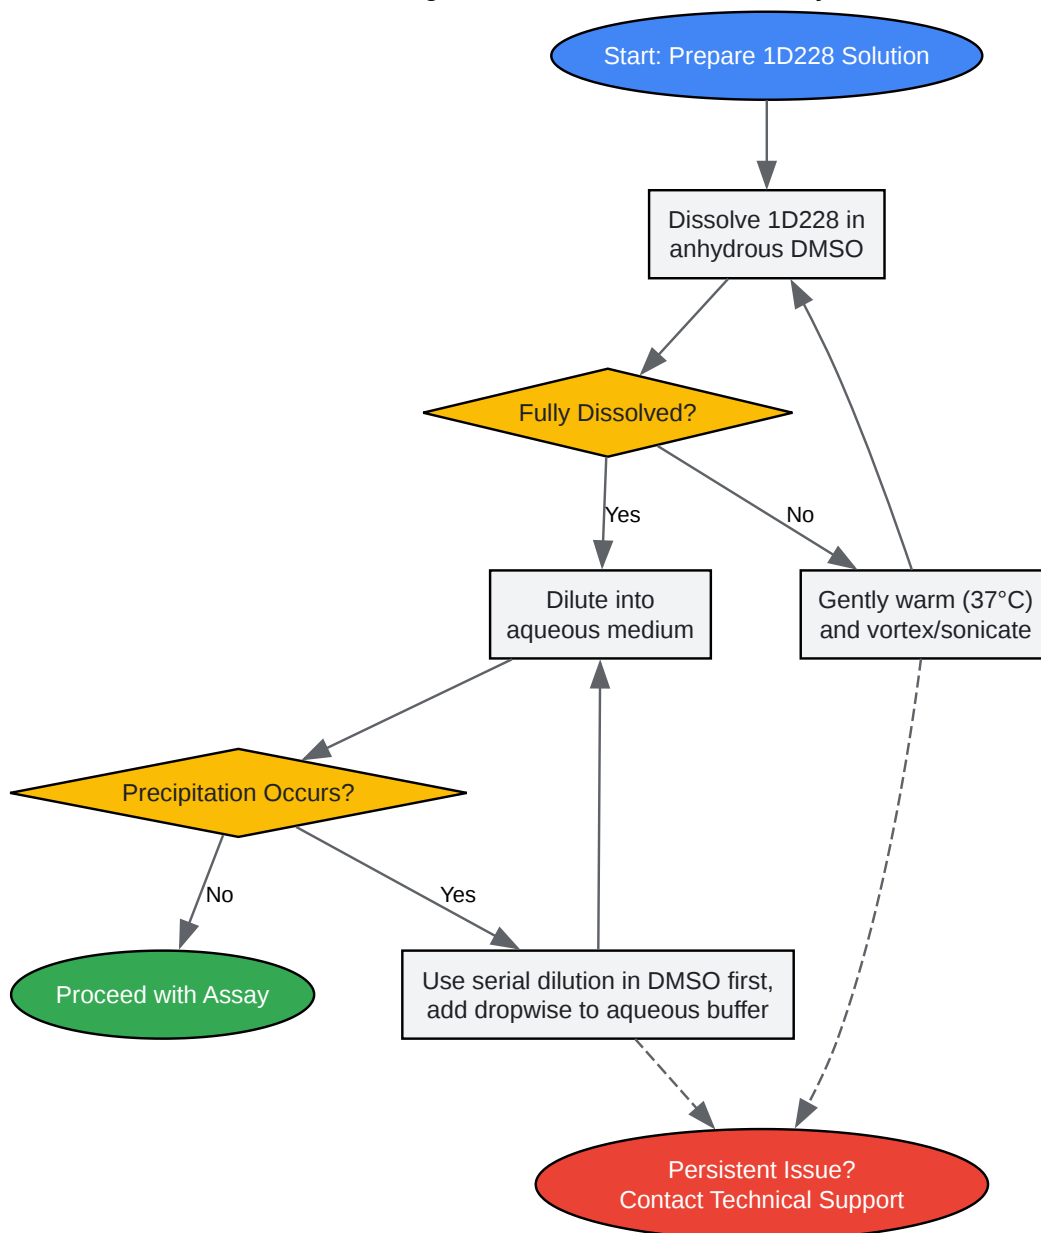 Start: Prepare 1D228 Solution
Dissolve 1D228 in
anhydrous DMSO
Fully Dissolved?
Yes
No
Dilute into
aqueous medium
Gently warm (37°C)
and vortex/sonicate
Precipitation Occurs?
No
Yes
Proceed with Assay
Use serial dilution in DMSO first,
add dropwise to aqueous buffer
Persistent Issue?
Contact Technical Support